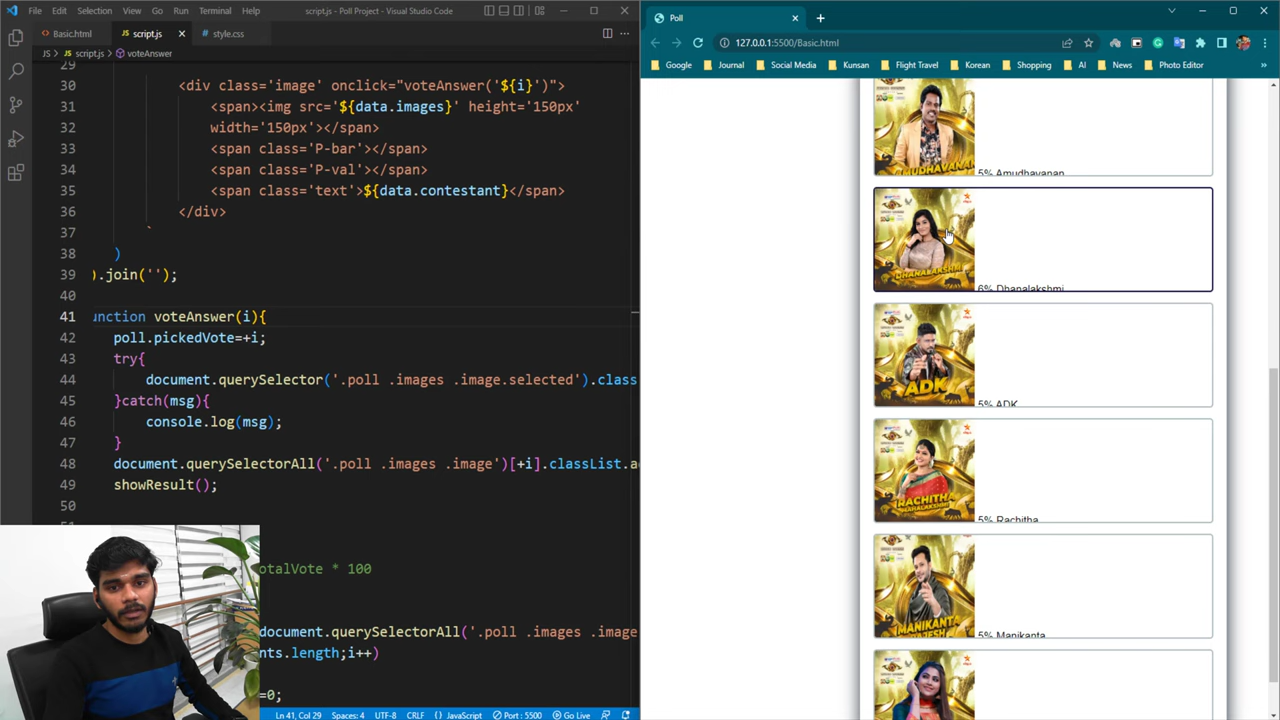 File Edit Selection View Go Run Terminal Help script.js - Poll Project - Visual Studio Code
Basic.html script.js style.css
JS > script.js > voteAnswer
29
30 div class='image' onclick="voteAnswer('${i}')">
31 <span><img src='${data.images}' height='150px'
32 width='150px'></span>
33 <span class='P-bar'></span>
34 <span class='P-val'></span>
35 <span class='text'>${data.contestant}</span>
36 </div>
37 `
38 )
39 ).join('');
40
41 unction voteAnswer(i){
42 poll.pickedVote=+i;
43 try{
44 document.querySelector('.poll .images .image.selected').class
45 }catch(msg){
46 console.log(msg);
47 }
48 document.querySelectorAll('.poll .images .image')[+i].classList.a
49 showResult();
50
otalVote * 100
document.querySelectorAll('.poll .images .image
nts.length;i++)
=0;
Ln 41, Col 29 Spaces: 4 UTF-8 CRLF {} JavaScript Port : 5500 Go Live
Poll
127.0.0.1:5500/Basic.html
Google Journal Social Media Kunsan Flight Travel Korean Shopping AI News Photo Editor »
AMUDHAVANAN
5% Amudhavanan
DHANALAKSHMI
6% Dhanalakshmi
ADK
5% ADK
RACHITHA
MAHALAKSHMI
5% Rachitha
MANIKANTA
RAJESH
5% Manikanta